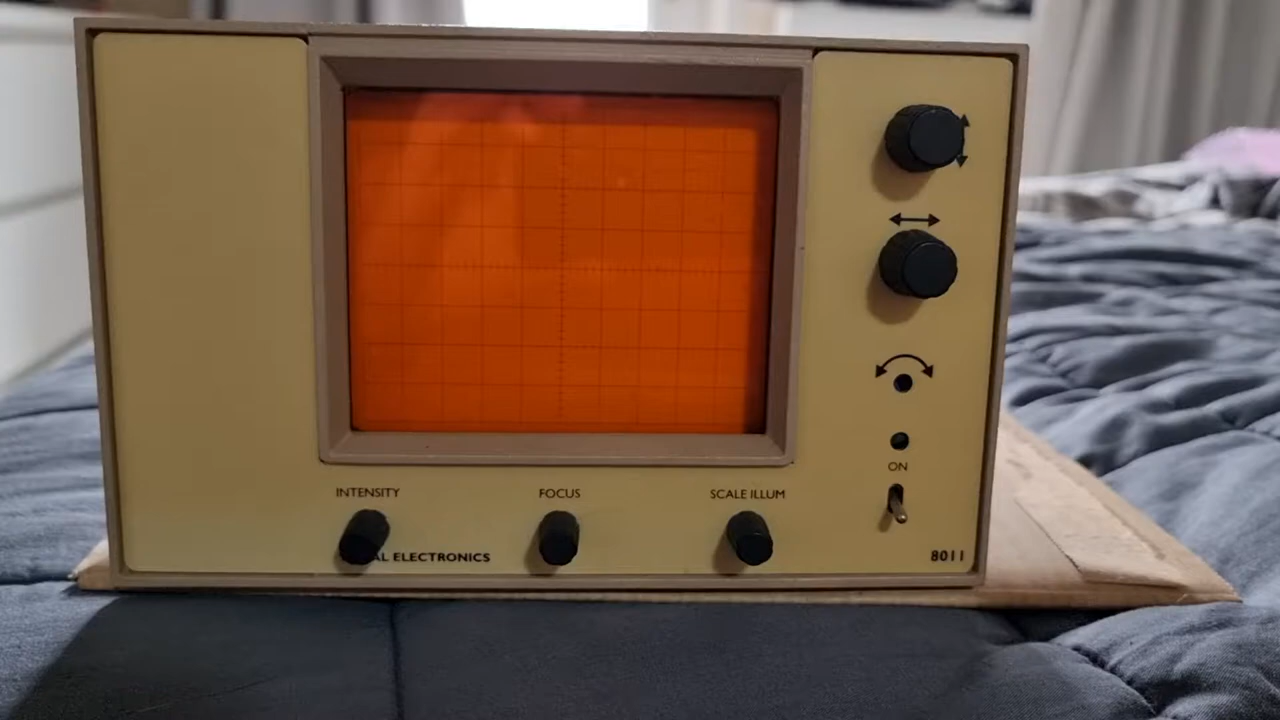 ON
INTENSITY
FOCUS
SCALE ILLUM
ELECTRONICS
8011